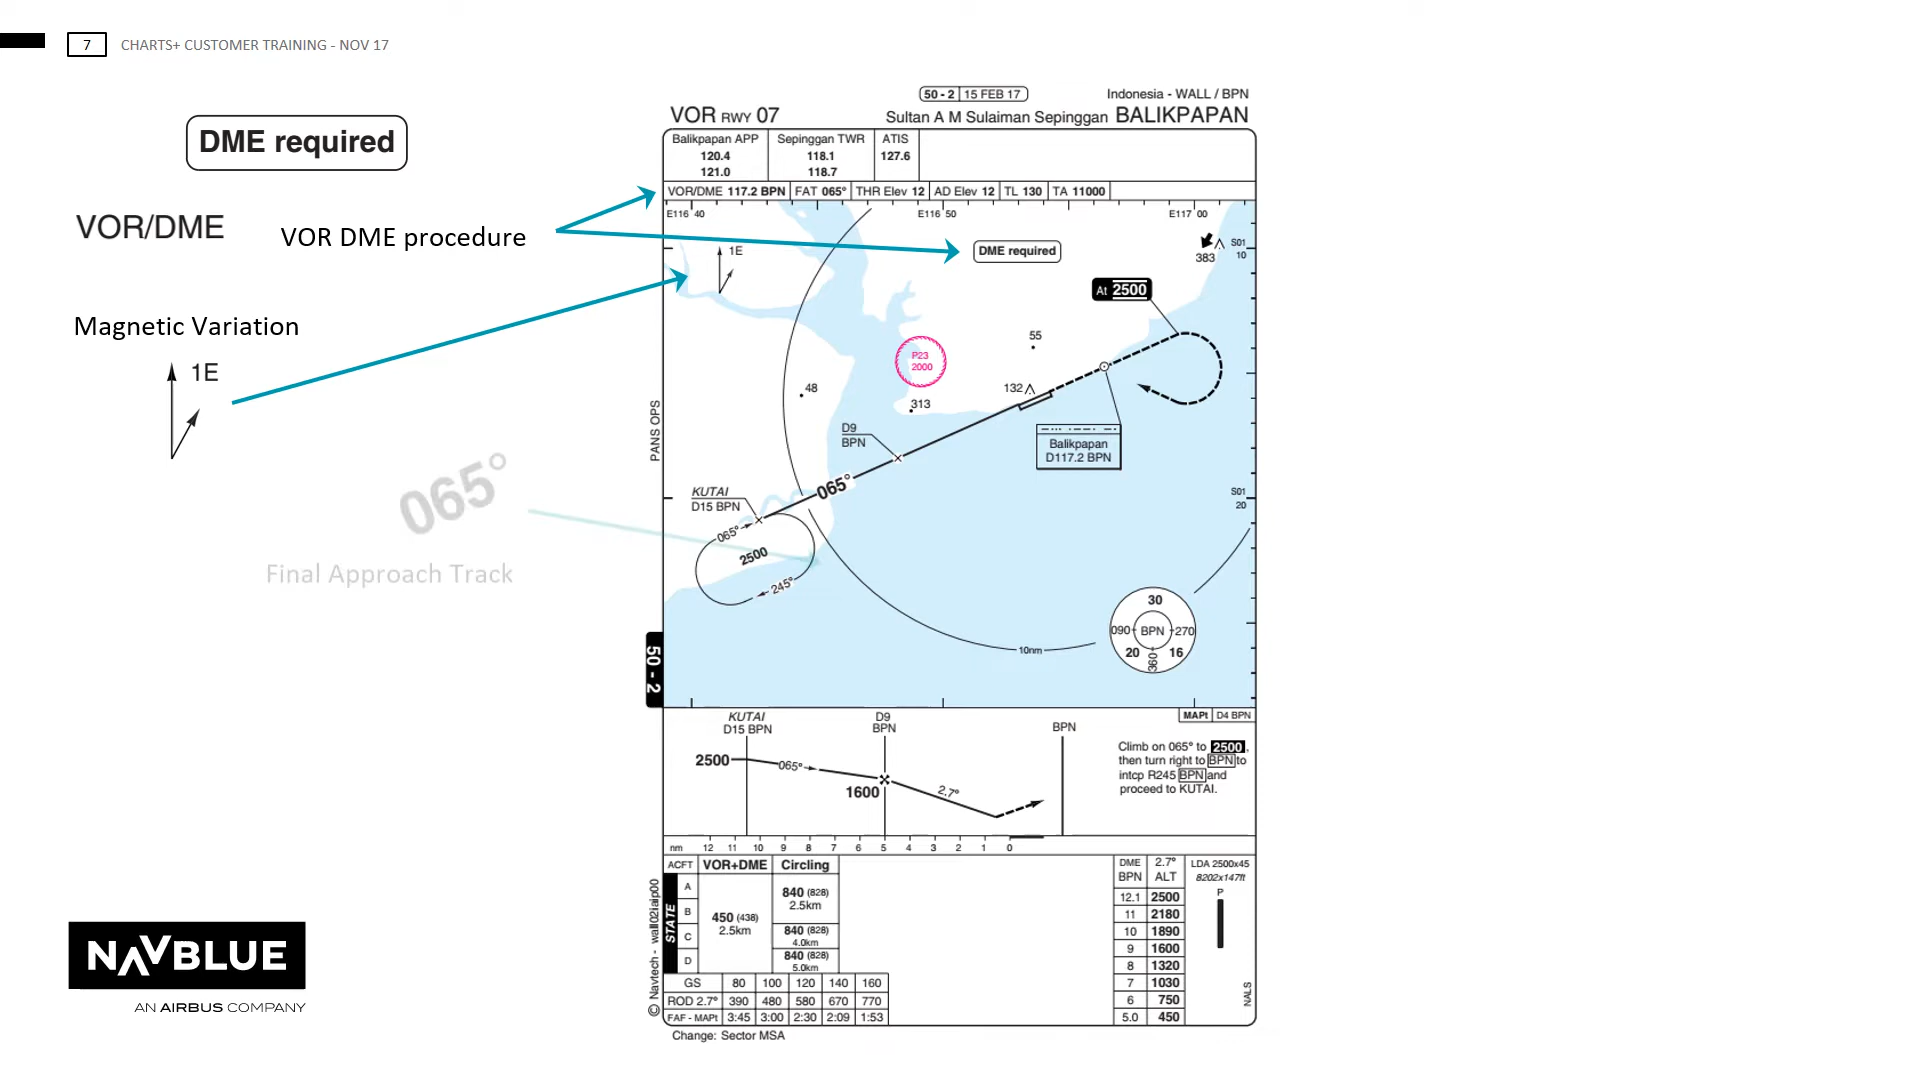 7
CHARTS+ CUSTOMER TRAINING - NOV 17
DME required
VOR/DME
VOR DME procedure
Magnetic Variation
1E
065°
Final Approach Track
NAVBLUE
AN AIRBUS COMPANY
50 - 2 15 FEB 17
Indonesia - WALL / BPN
VOR RWY 07
Sultan A M Sulaiman Sepinggan BALIKPAPAN
Balikpapan APP Sepinggan TWR ATIS
120.4 118.1 127.6
121.0 118.7
VOR/DME 117.2 BPN FAT 065° THR Elev 12 AD Elev 12 TL 130 TA 11000
E116 40 E116 50 E117 00
1E
DME required
383
S01
10
At 2500
55
P23
2000
48
132
313
D9
BPN
Balikpapan
D117.2 BPN
PANS OPS
065°
KUTAI
D15 BPN
S01
20
065°
2500
245°
30
090 BPN 270
20 360 16
10nm
50 - 2
KUTAI
D15 BPN
D9
BPN
BPN
MAPt D4 BPN
2500
065°
1600
2.7°
Climb on 065° to 2500,
then turn right to BPN to
intcp R245 BPN and
proceed to KUTAI.
nm 12 11 10 9 8 7 6 5 4 3 2 1 0
ACFT VOR+DME Circling
STATE
A
B
C
D
450 (438)
2.5km
840 (828)
2.5km
840 (828)
4.0km
840 (828)
5.0km
GS 80 100 120 140 160
ROD 2.7° 390 480 580 670 770
FAF - MAPt 3:45 3:00 2:30 2:09 1:53
DME 2.7°
BPN ALT
12.1 2500
11 2180
10 1890
9 1600
8 1320
7 1030
6 750
5.0 450
LDA 2500x45
8202x147ft
P
NALS
© Navtech - wall02iaip00
Change: Sector MSA